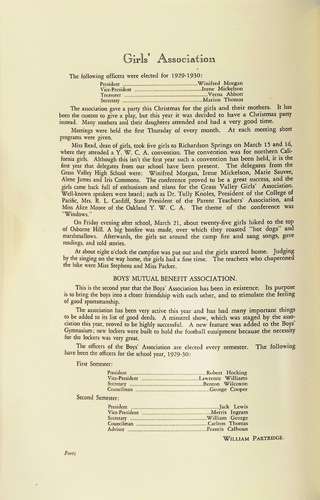 Girls' Association
The following officers were elected for 1929-1930:
President Winifred Morgan
Vice-President Irene Mickelson
Treasurer Verna Abbott
Secretary Marion Thomas
The association gave a party this Christmas for the girls and their mothers. It has
been the custom to give a play, but this year it was decided to have a Christmas party
instead. Many mothers and their daughters attended and had a very good time.
Meetings were held the first Thursday of every month. At each meeting short
programs were given.
Miss Read, dean of girls, took five girls to Richardson Springs on March 15 and 16,
where they attended a Y. W. C. A. convention. The convention was for northern Cali-
fornia girls. Although this isn't the first year such a convention has been held, it is the
first year that delegates from our school have been present. The delegates from the
Grass Valley High School were: Winifred Morgan, Irene Mickelson, Marie Saurer,
Alene James and Iris Commons. The conference proved to be a great success, and the
girls came back full of enthusiasm and plans for the Grass Valley Girls' Association.
Well-known speakers were heard; such as Dr. Tully Knoles, President of the College of
Pacific, Mrs. R. L. Cardiff, State President of the Parent Teachers' Association, and
Miss Alice Moore of the Oakland Y. W. C. A. The theme of the conference was
"Windows."
On Friday evening after school, March 21, about twenty-five girls hiked to the top
of Osborne Hill. A big bonfire was made, over which they roasted "hot dogs" and
marshmallows. Afterwards, the girls sat around the camp fire and sang songs, gave
readings, and told stories.
At about eight o'clock the campfire was put out and the girls started home. Judging
by the singing on the way home, the girls had a fine time. The teachers who chaperoned
the hike were Miss Stephens and Miss Packer.
BOYS MUTUAL BENEFIT ASSOCIATION.
This is the second year that the Boys' Association has been in existence. Its purpose
is to bring the boys into a closer friendship with each other, and to stimulate the feeling
of good sportsmanship.
The association has been very active this year and has had many important things
to be added to its list of good deeds. A minstrel show, which was staged by the asso-
ciation this year, proved to be highly successful. A new feature was added to the Boys'
Gymnasium; new lockers were built to hold the football equipment because the necessity
for the lockers was very great.
The officers of the Boys' Association are elected every semester. The following
have been the officers for the school year, 1929-30:
First Semester:
President Robert Hocking
Vice-President Lawrence Williams
Secretary Benson Wilcoxon
Councilman George Cooper
Second Semester:
President Jack Lewis
Vice-President Merris Ingram
Secretary William George
Councilman Carlton Thomas
Advisor Francis Calhoun
WILLIAM PARTRIDGE.
Forty